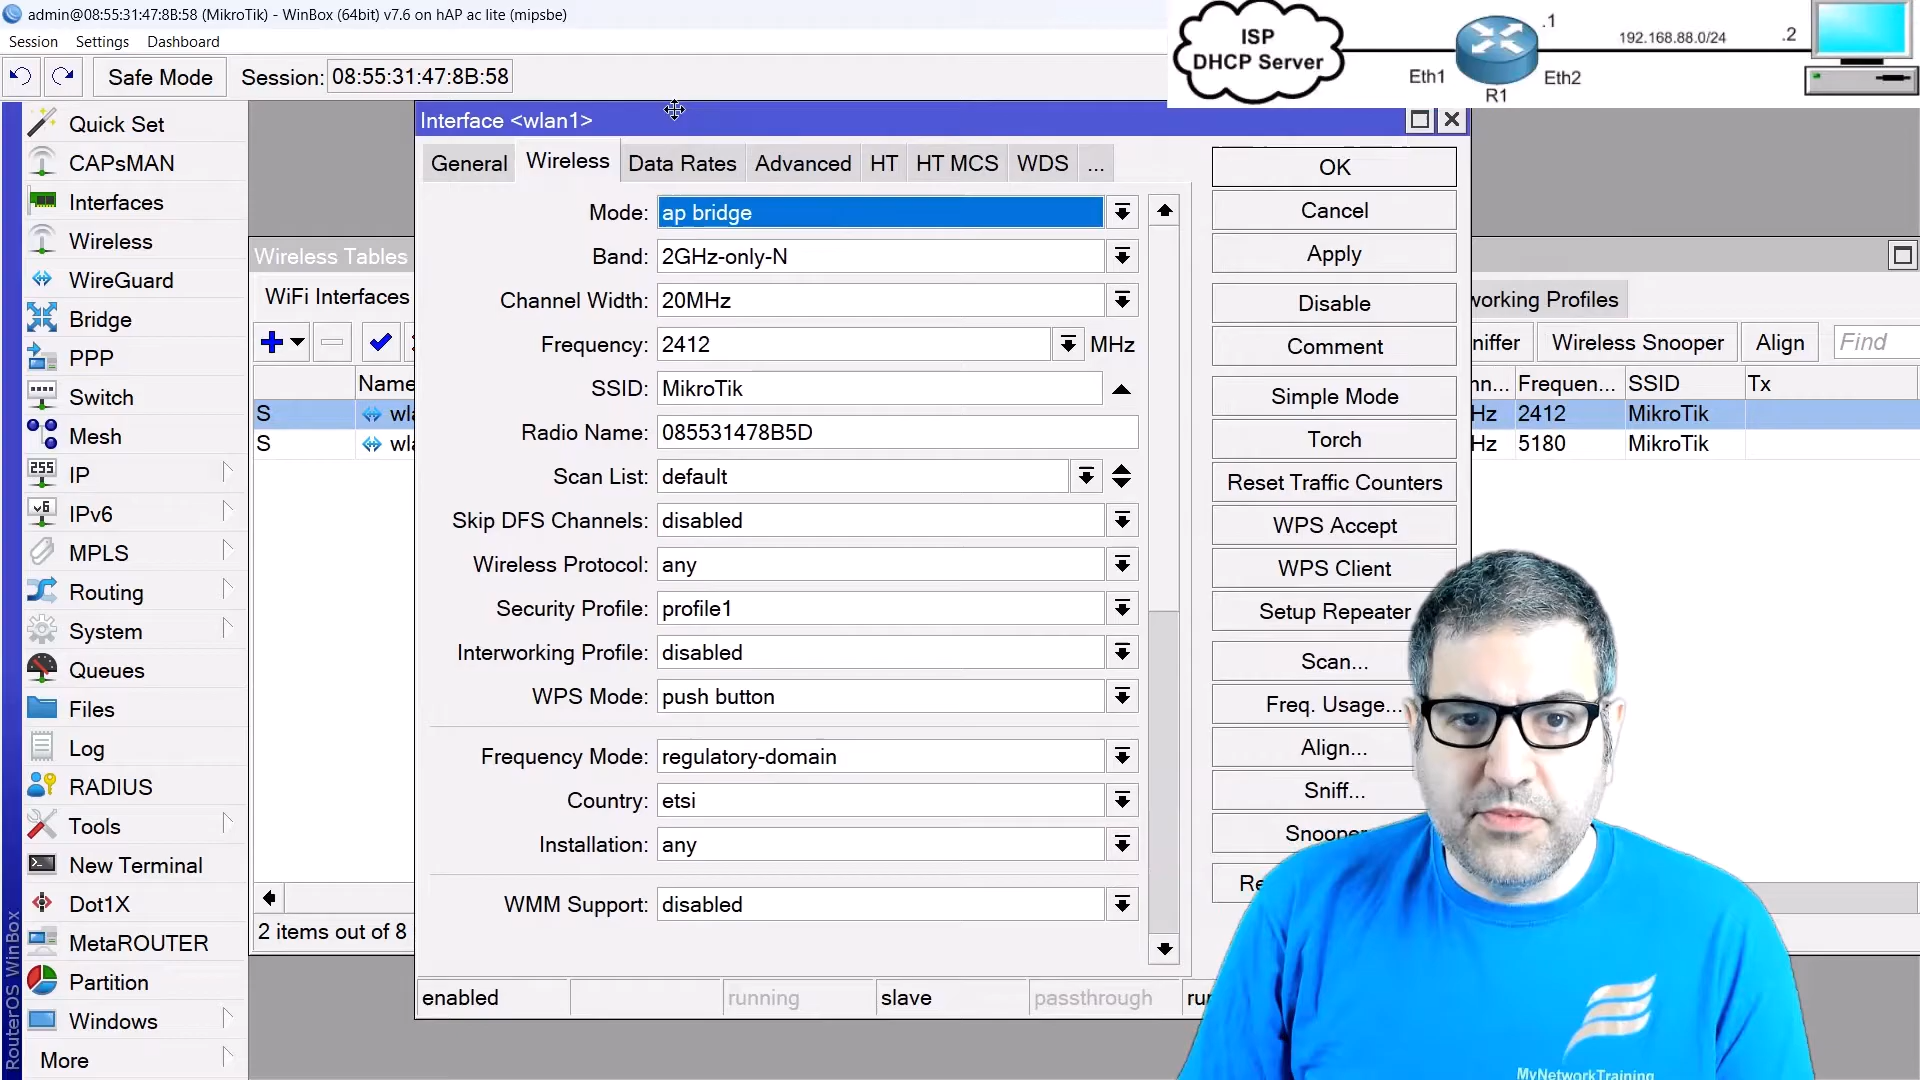 admin@08:55:31:47:8B:58 (MikroTik) - WinBox (64bit) v7.6 on hAP ac lite (mipsbe)
Session Settings Dashboard
Safe Mode Session: 08:55:31:47:8B:58
ISP
DHCP Server
Eth1
R1
.1
Eth2
192.168.88.0/24
.2
Quick Set
CAPsMAN
Interfaces
Wireless
WireGuard
Bridge
PPP
Switch
Mesh
IP
IPv6
MPLS
Routing
System
Queues
Files
Log
RADIUS
Tools
New Terminal
Dot1X
MetaROUTER
Partition
Windows
More
RouterOS WinBox
255
v6
Wireless Tables
WiFi Interfaces
Name
S wla
S wla
2 items out of 8
Interface <wlan1>
General Wireless Data Rates Advanced HT HT MCS WDS ...
Mode: ap bridge
Band: 2GHz-only-N
Channel Width: 20MHz
Frequency: 2412 MHz
SSID: MikroTik
Radio Name: 085531478B5D
Scan List: default
Skip DFS Channels: disabled
Wireless Protocol: any
Security Profile: profile1
Interworking Profile: disabled
WPS Mode: push button
Frequency Mode: regulatory-domain
Country: etsi
Installation: any
WMM Support: disabled
enabled running slave passthrough
OK
Cancel
Apply
Disable
Comment
Simple Mode
Torch
Reset Traffic Counters
WPS Accept
WPS Client
Setup Repeater
Scan...
Freq. Usage...
Align...
Sniff...
Snooper
Re
working Profiles
niffer Wireless Snooper Align Find
nn... Frequen... SSID Tx
Hz 2412 MikroTik
Hz 5180 MikroTik
MyNetworkTraining